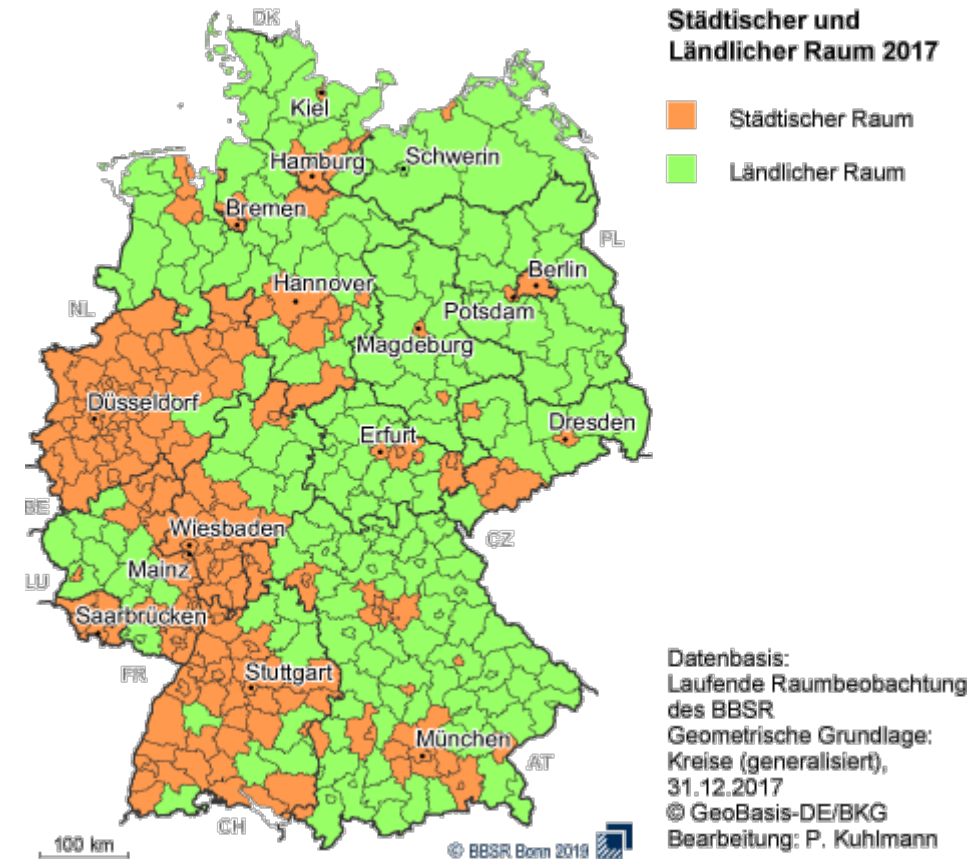 Städtischer und
Ländlicher Raum 2017
Städtischer Raum
Ländlicher Raum
DK
Kiel
Hamburg
Schwerin
Bremen
PL
Berlin
Hannover
NL
Potsdam
Magdeburg
Düsseldorf
Dresden
Erfurt
BE
Wiesbaden
CZ
Mainz
LU
Saarbrücken
FR
Stuttgart
München
AT
CH
100 km
© BBSR Bonn 2019
Datenbasis:
Laufende Raumbeobachtung
des BBSR
Geometrische Grundlage:
Kreise (generalisiert),
31.12.2017
© GeoBasis-DE/BKG
Bearbeitung: P. Kuhlmann